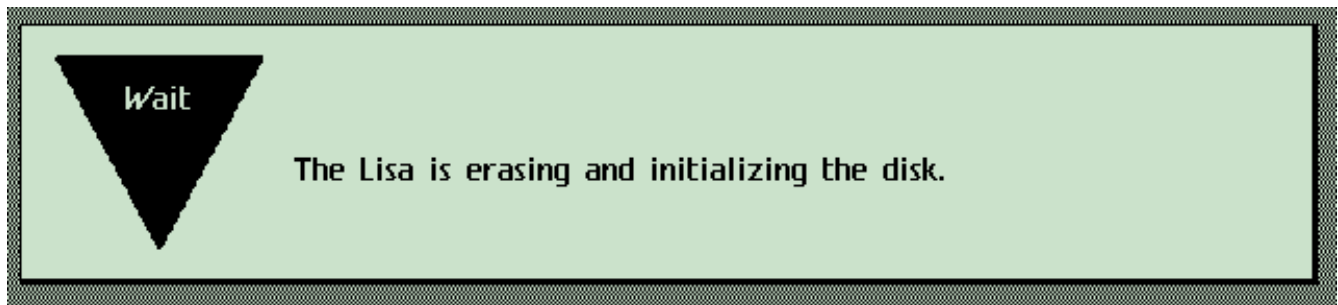 Wait
The Lisa is erasing and initializing the disk.